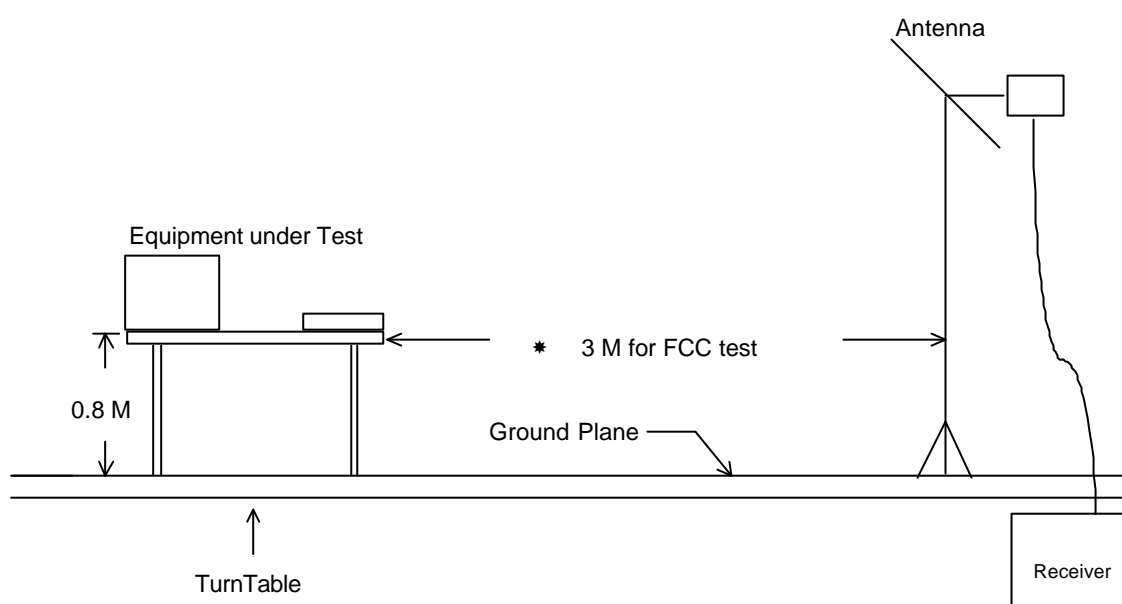 Antenna
Equipment under Test
✷ 3 M for FCC test
0.8 M
Ground Plane
TurnTable
Receiver